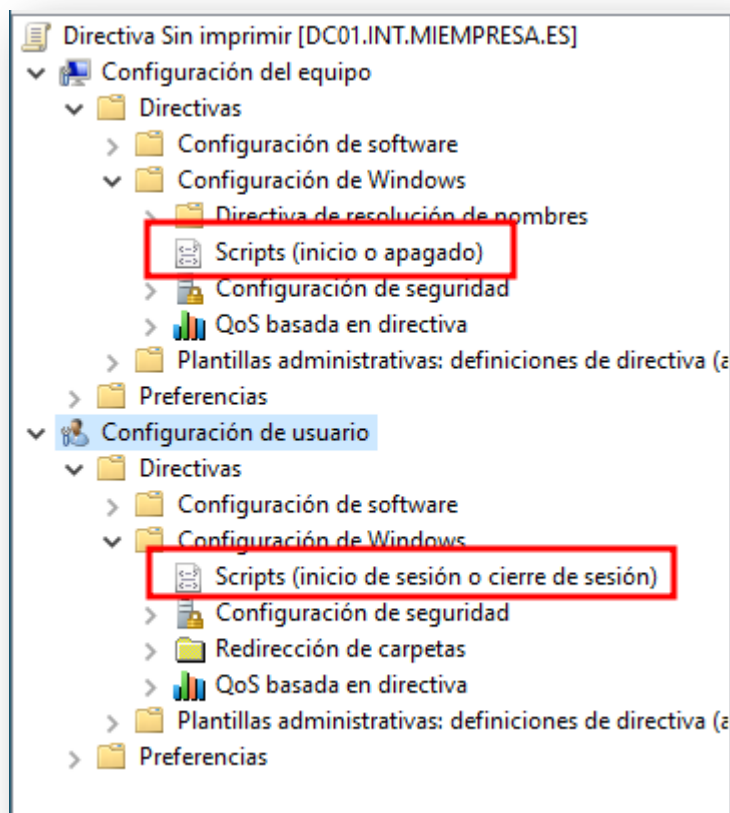 Directiva Sin imprimir [DC01.INT.MIEMPRESA.ES]
Configuración del equipo
Directivas
Configuración de software
Configuración de Windows
Directiva de resolución de nombres
Scripts (inicio o apagado)
Configuración de seguridad
QoS basada en directiva
Plantillas administrativas: definiciones de directiva (a
Preferencias
Configuración de usuario
Directivas
Configuración de software
Configuración de Windows
Scripts (inicio de sesión o cierre de sesión)
Configuración de seguridad
Redirección de carpetas
QoS basada en directiva
Plantillas administrativas: definiciones de directiva (a
Preferencias